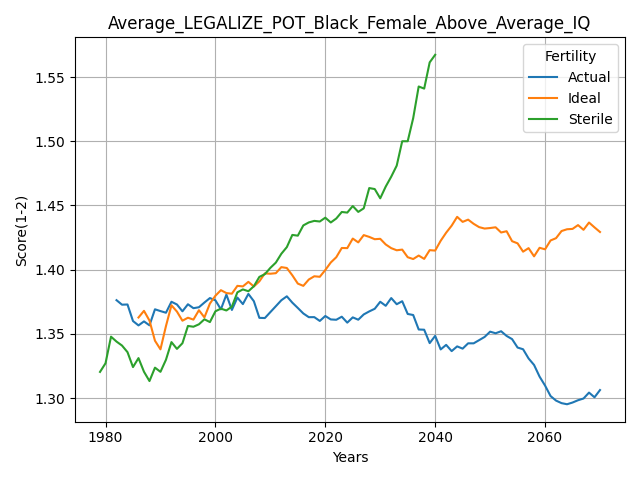 Average_LEGALIZE_POT_Black_Female_Above_Average_IQ
Fertility
Actual
Ideal
Sterile
Score(1-2)
1.55
1.50
1.45
1.40
1.35
1.30
1980
2000
2020
2040
2060
Years